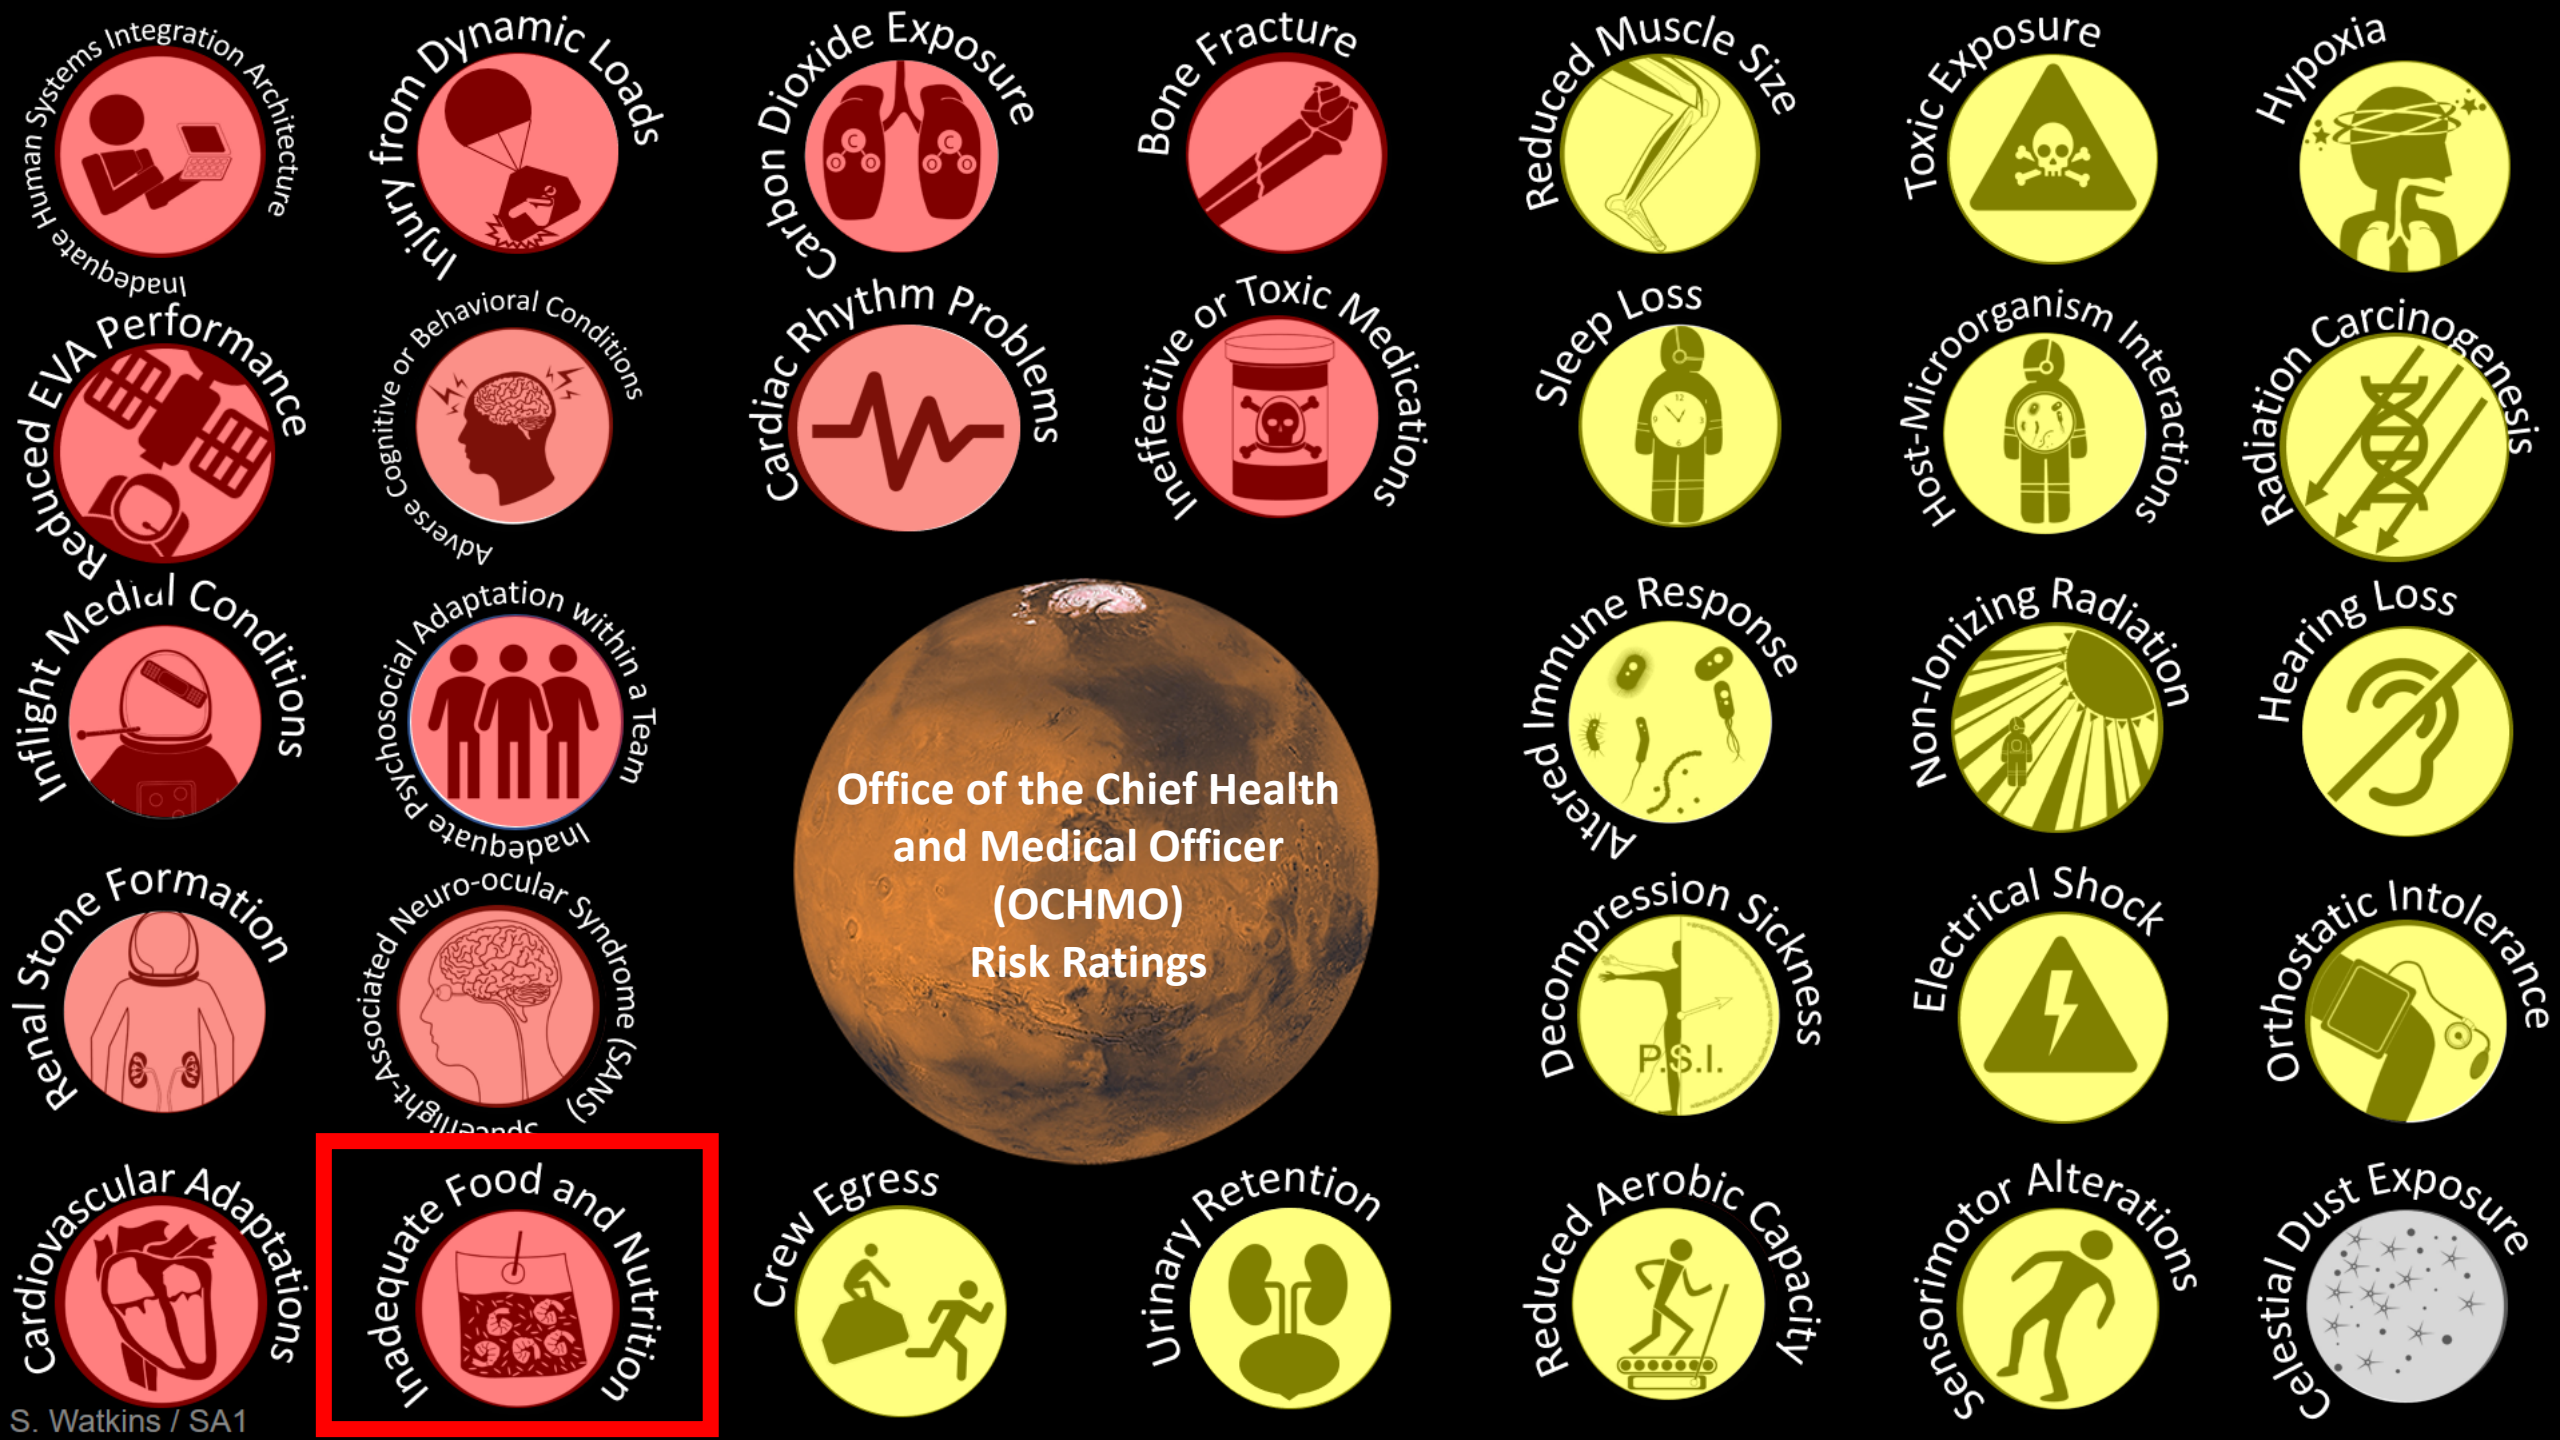 Inadequate Human Systems Integration Architecture
Injury from Dynamic Loads
Carbon Dioxide Exposure
C
O O
C
O O
Bone Fracture
Reduced Muscle Size
Toxic Exposure
Hypoxia
Reduced EVA Performance
Adverse Cognitive or Behavioral Conditions
Cardiac Rhythm Problems
Ineffective or Toxic Medications
Sleep Loss
12
9 3
6
Host-Microorganism Interactions
Radiation Carcinogenesis
Inflight Medial Conditions
Inadequate Psychosocial Adaptation within a Team
Office of the Chief Health
and Medical Officer
(OCHMO)
Risk Ratings
Altered Immune Response
Non-Ionizing Radiation
Hearing Loss
Renal Stone Formation
Spaceflight-Associated Neuro-ocular Syndrome (SANS)
Decompression Sickness
P.S.I.
Electrical Shock
Orthostatic Intolerance
Cardiovascular Adaptations
Inadequate Food and Nutrition
Crew Egress
Urinary Retention
Reduced Aerobic Capacity
Sensorimotor Alterations
Celestial Dust Exposure
S. Watkins / SA1